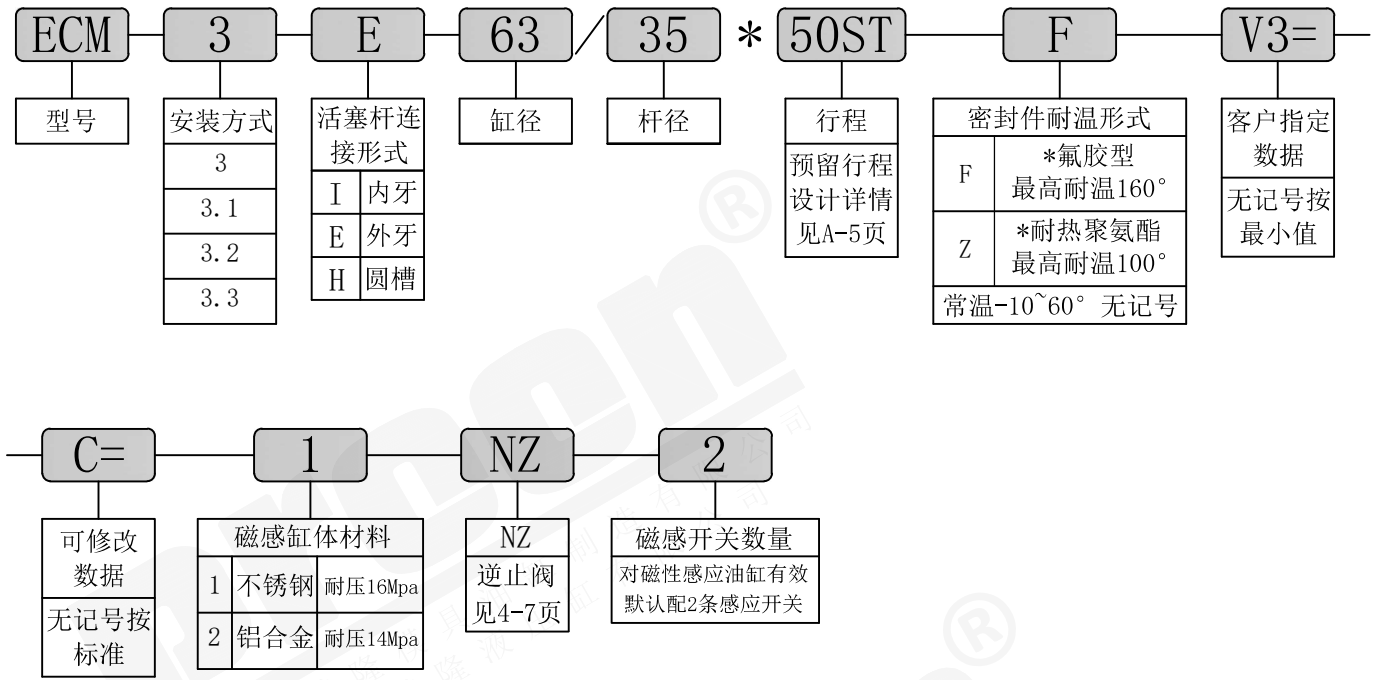 ECM 3 E 63 / 35 * 50ST F V3=
型号
安装方式
3
3.1
3.2
3.3
活塞杆连
接形式
I 内牙
E 外牙
H 圆槽
缸径
杆径
行程
预留行程
设计详情
见A-5页
密封件耐温形式
F *氟胶型
最高耐温160°
Z *耐热聚氨酯
最高耐温100°
常温-10~60° 无记号
客户指定
数据
无记号按
最小值
C= 1 NZ 2
可修改
数据
无记号按
标准
磁感缸体材料
1 不锈钢 耐压16Mpa
2 铝合金 耐压14Mpa
NZ
逆止阀
见4-7页
磁感开关数量
对磁性感应油缸有效
默认配2条感应开关